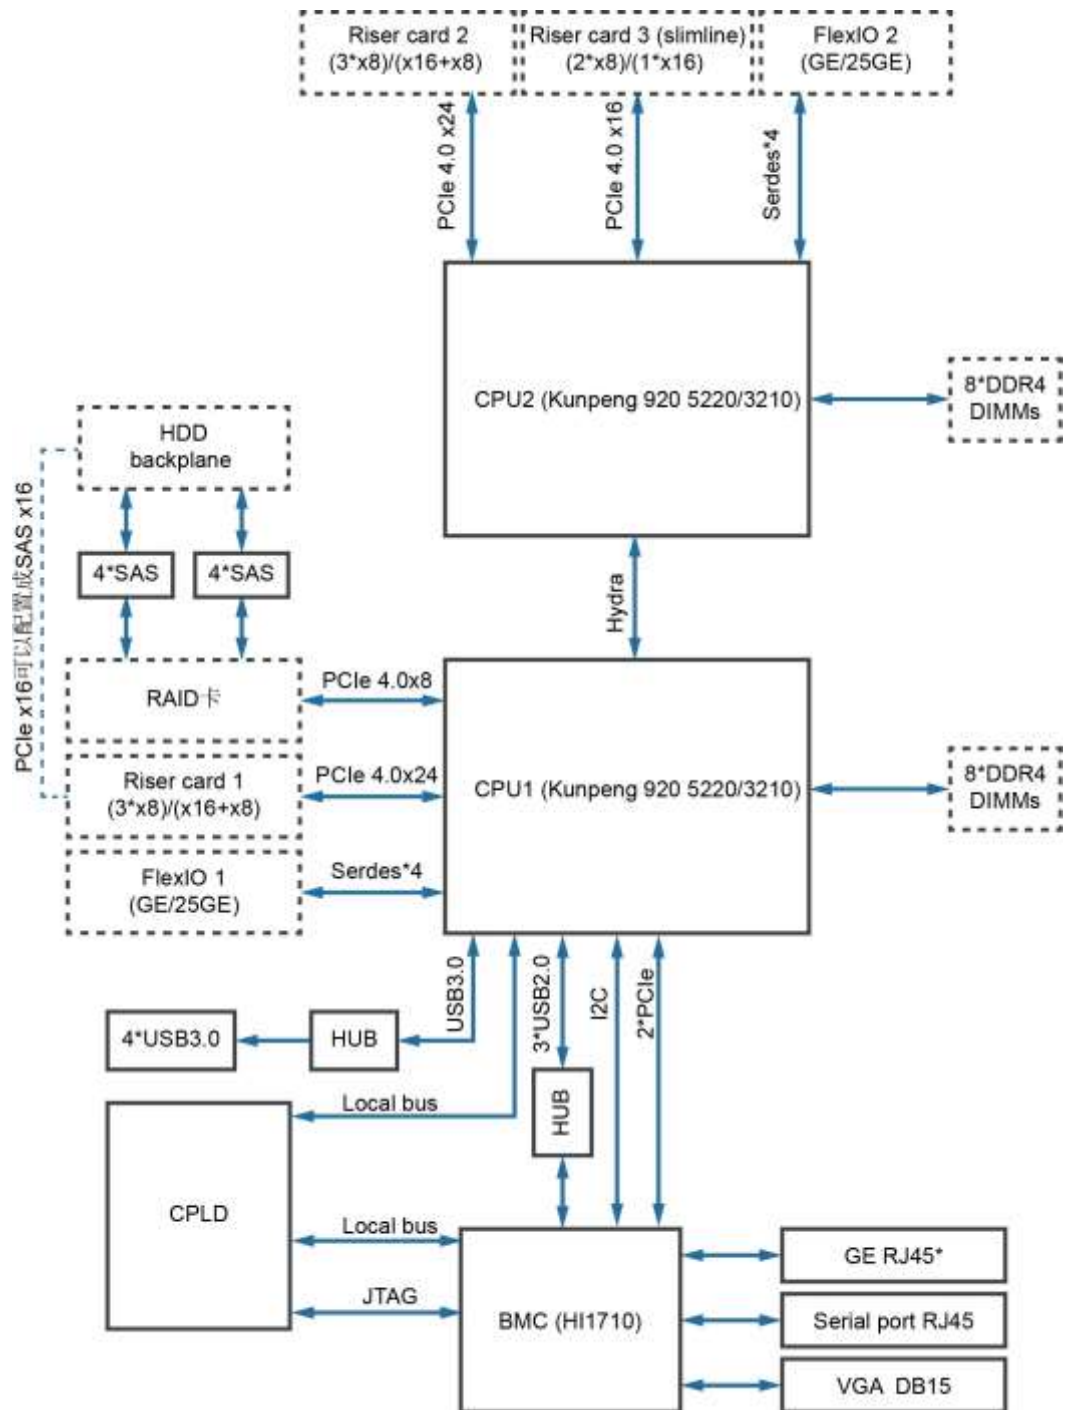 Riser card 2
(3*x8)/(x16+x8)
Riser card 3 (slimline)
(2*x8)/(1*x16)
FlexIO 2
(GE/25GE)
PCIe 4.0 x24
PCIe 4.0 x16
Serdes*4
CPU2 (Kunpeng 920 5220/3210)
8*DDR4
DIMMs
HDD
backplane
PCIe x16可以配置成SAS x16
4*SAS
4*SAS
Hydra
RAID卡
PCIe 4.0x8
Riser card 1
(3*x8)/(x16+x8)
PCIe 4.0x24
CPU1 (Kunpeng 920 5220/3210)
8*DDR4
DIMMs
FlexIO 1
(GE/25GE)
Serdes*4
USB3.0
3*USB2.0
I2C
2*PCIe
4*USB3.0
HUB
HUB
Local bus
CPLD
Local bus
JTAG
BMC (HI1710)
GE RJ45*
Serial port RJ45
VGA DB15